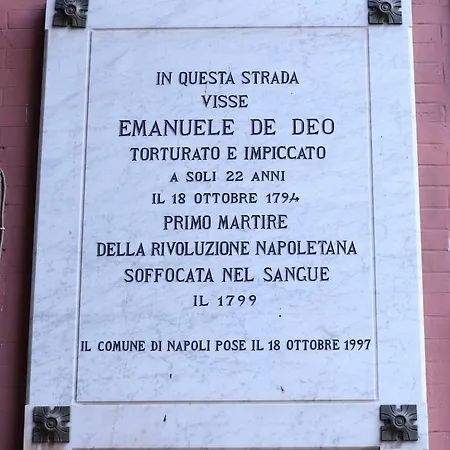 IN QUESTA STRADA
VISSE
EMANUELE DE DEO
TORTURATO E IMPICCATO
A SOLI 22 ANNI
IL 18 OTTOBRE 1794
PRIMO MARTIRE
DELLA RIVOLUZIONE NAPOLETANA
SOFFOCATA NEL SANGUE
IL 1799
IL COMUNE DI NAPOLI POSE IL 18 OTTOBRE 1997